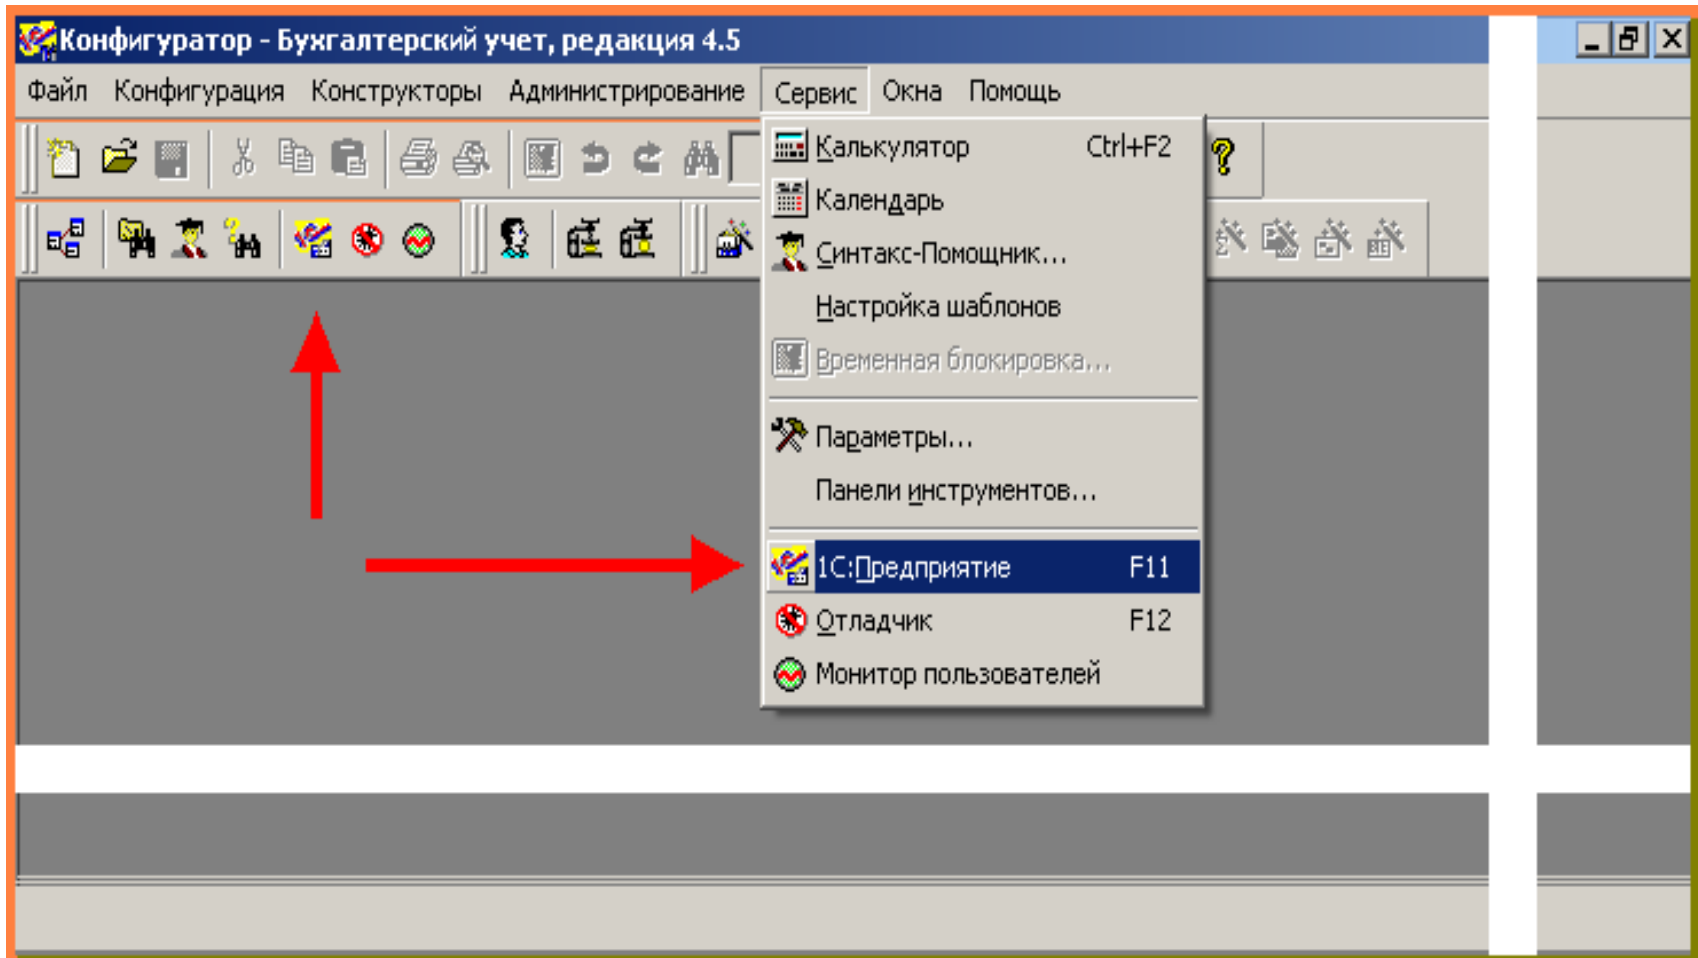 Конфигуратор - Бухгалтерский учет, редакция 4.5
Файл Конфигурация Конструкторы Администрирование Сервис Окна Помощь
Калькулятор Ctrl+F2
Календарь
Синтакс-Помощник...
Настройка шаблонов
Временная блокировка...
Параметры...
Панели инструментов...
1С:Предприятие F11
Отладчик F12
Монитор пользователей